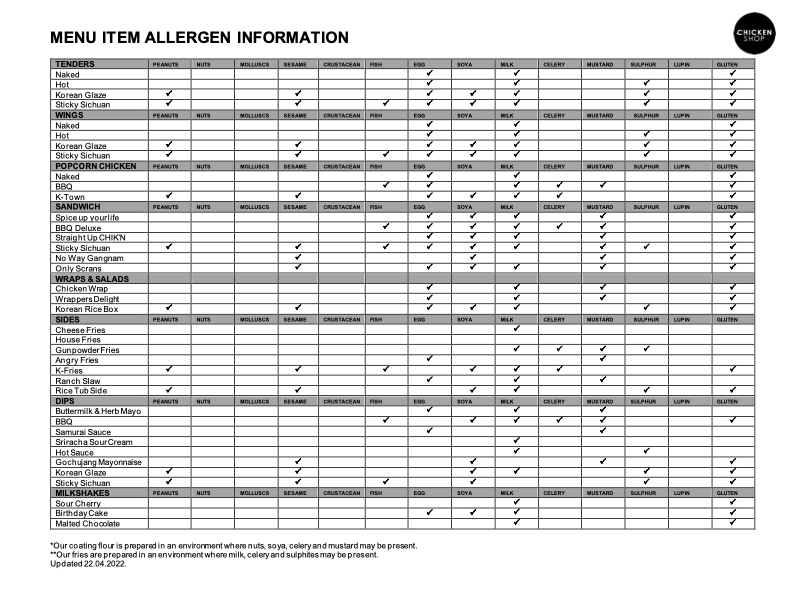 CHICKEN
SHOP
MENU ITEM ALLERGEN INFORMATION
TENDERS PEANUTS NUTS MOLLUSCS SESAME CRUSTACEAN FISH EGG SOYA MILK CELERY MUSTARD SULPHUR LUPIN GLUTEN
Naked
Hot
Korean Glaze
Sticky Sichuan
WINGS PEANUTS NUTS MOLLUSCS SESAME CRUSTACEAN FISH EGG SOYA MILK CELERY MUSTARD SULPHUR LUPIN GLUTEN
Naked
Hot
Korean Glaze
Sticky Sichuan
POPCORN CHICKEN PEANUTS NUTS MOLLUSCS SESAME CRUSTACEAN FISH EGG SOYA MILK CELERY MUSTARD SULPHUR LUPIN GLUTEN
Naked
BBQ
K-Town
SANDWICH PEANUTS NUTS MOLLUSCS SESAME CRUSTACEAN FISH EGG SOYA MILK CELERY MUSTARD SULPHUR LUPIN GLUTEN
Spice up your life
BBQ Deluxe
Straight Up CHIK'N
Sticky Sichuan
No Way Gangnam
Only Scrans
WRAPS & SALADS
Chicken Wrap
Wrappers Delight
Korean Rice Box
SIDES PEANUTS NUTS MOLLUSCS SESAME CRUSTACEAN FISH EGG SOYA MILK CELERY MUSTARD SULPHUR LUPIN GLUTEN
Cheese Fries
House Fries
Gunpowder Fries
Angry Fries
K-Fries
Ranch Slaw
Rice Tub Side
DIPS PEANUTS NUTS MOLLUSCS SESAME CRUSTACEAN FISH EGG SOYA MILK CELERY MUSTARD SULPHUR LUPIN GLUTEN
Buttermilk & Herb Mayo
BBQ
Samurai Sauce
Sriracha Sour Cream
Hot Sauce
Gochujang Mayonnaise
Korean Glaze
Sticky Sichuan
MILKSHAKES PEANUTS NUTS MOLLUSCS SESAME CRUSTACEAN FISH EGG SOYA MILK CELERY MUSTARD SULPHUR LUPIN GLUTEN
Sour Cherry
Birthday Cake
Malted Chocolate
*Our coating flour is prepared in an environment where nuts, soya, celery and mustard may be present.
**Our fries are prepared in an environment where milk, celery and sulphites may be present.
Updated 22.04.2022.